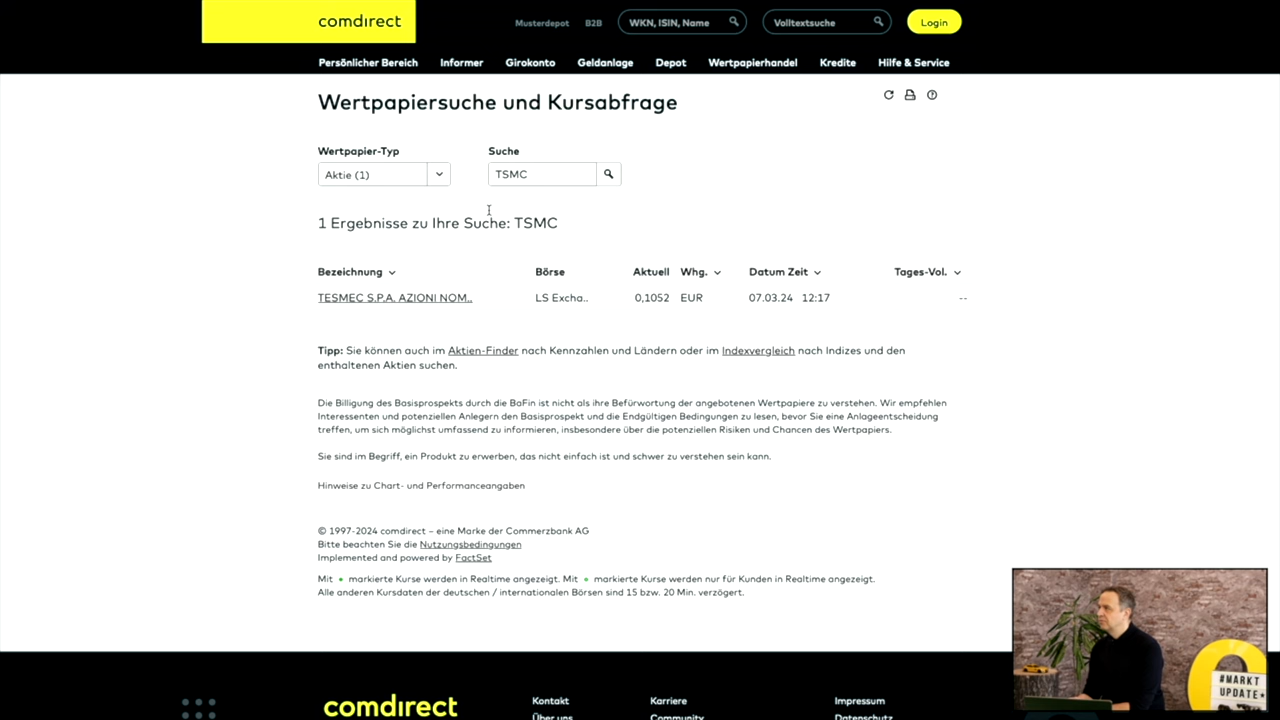 comdirect
Musterdepot B2B WKN, ISIN, Name Volltextsuche Login
Persönlicher Bereich Informer Girokonto Geldanlage Depot Wertpapierhandel Kredite Hilfe & Service
Wertpapiersuche und Kursabfrage
Wertpapier-Typ Suche
Aktie (1) TSMC
1 Ergebnisse zu Ihre Suche: TSMC
Bezeichnung Börse Aktuell Whg. Datum Zeit Tages-Vol.
TESMEC S.P.A. AZIONI NOM.. LS Excha.. 0,1052 EUR 07.03.24 12:17 --
Tipp: Sie können auch im Aktien-Finder nach Kennzahlen und Ländern oder im Indexvergleich nach Indizes und den
enthaltenen Aktien suchen.
Die Billigung des Basisprospekts durch die BaFin ist nicht als ihre Befürwortung der angebotenen Wertpapiere zu verstehen. Wir empfehlen
Interessenten und potenziellen Anlegern den Basisprospekt und die Endgültigen Bedingungen zu lesen, bevor Sie eine Anlageentscheidung
treffen, um sich möglichst umfassend zu informieren, insbesondere über die potenziellen Risiken und Chancen des Wertpapiers.
Sie sind im Begriff, ein Produkt zu erwerben, das nicht einfach ist und schwer zu verstehen sein kann.
Hinweise zu Chart- und Performanceangaben
© 1997-2024 comdirect – eine Marke der Commerzbank AG
Bitte beachten Sie die Nutzungsbedingungen
Implemented and powered by FactSet
Mit • markierte Kurse werden in Realtime angezeigt. Mit • markierte Kurse werden nur für Kunden in Realtime angezeigt.
Alle anderen Kursdaten der deutschen / internationalen Börsen sind 15 bzw. 20 Min. verzögert.
#MARKT
UPDATE
comdirect
Kontakt Karriere Impressum
Über uns Community Datenschutz